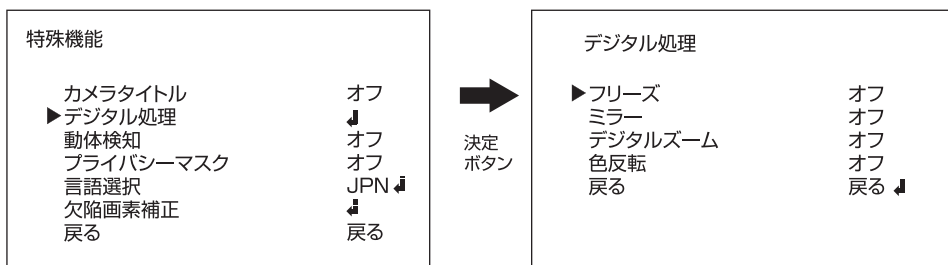 特殊機能
カメラタイトル オフ
▶デジタル処理 ↲
動体検知 オフ
プライバシーマスク オフ
言語選択 JPN ↲
欠陥画素補正 ↲
戻る 戻る
決定
ボタン
デジタル処理
▶フリーズ オフ
ミラー オフ
デジタルズーム オフ
色反転 オフ
戻る 戻る ↲